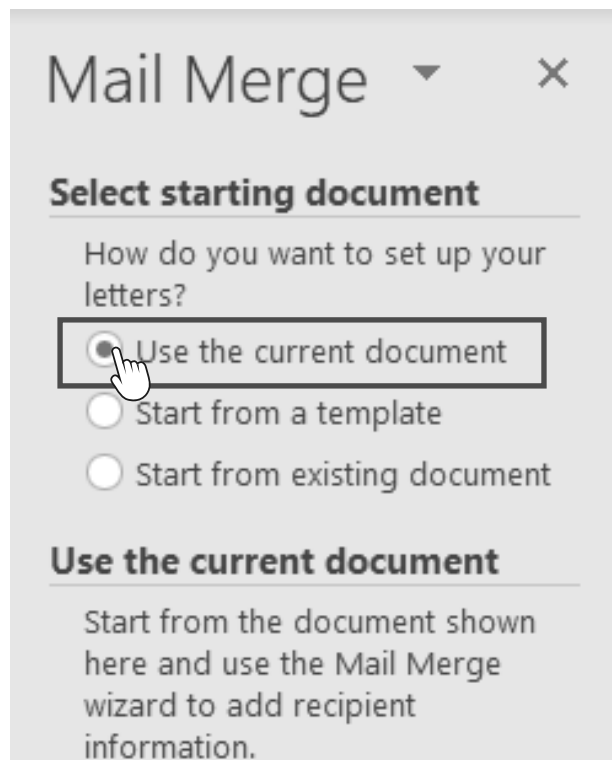 Mail Merge
Select starting document
How do you want to set up your
letters?
Use the current document
Start from a template
Start from existing document
Use the current document
Start from the document shown
here and use the Mail Merge
wizard to add recipient
information.